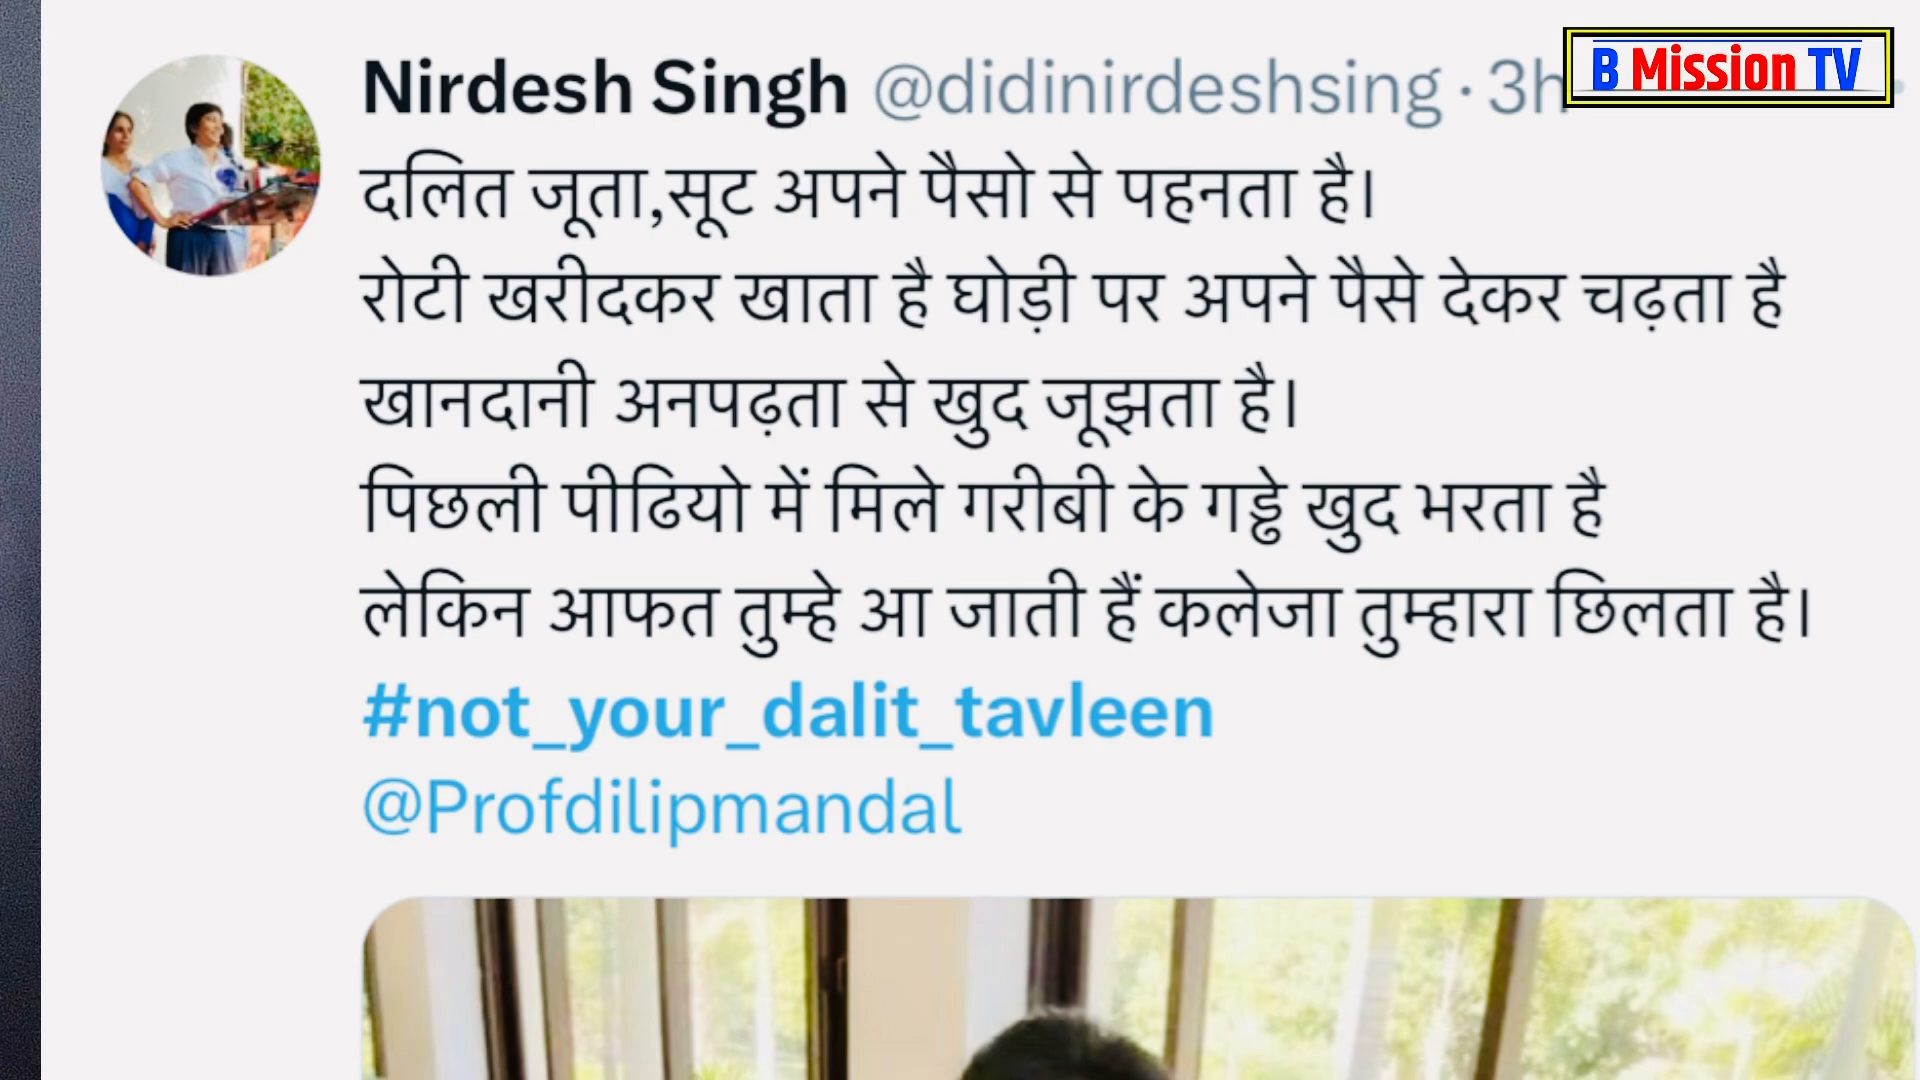 Nirdesh Singh @didinirdeshsing · 3h
B Mission TV
दलित जूता,सूट अपने पैसो से पहनता है।
रोटी खरीदकर खाता है घोड़ी पर अपने पैसे देकर चढ़ता है
खानदानी अनपढ़ता से खुद जूझता है।
पिछली पीढियो में मिले गरीबी के गड्ढे खुद भरता है
लेकिन आफत तुम्हे आ जाती हैं कलेजा तुम्हारा छिलता है।
#not_your_dalit_tavleen
@Profdilipmandal